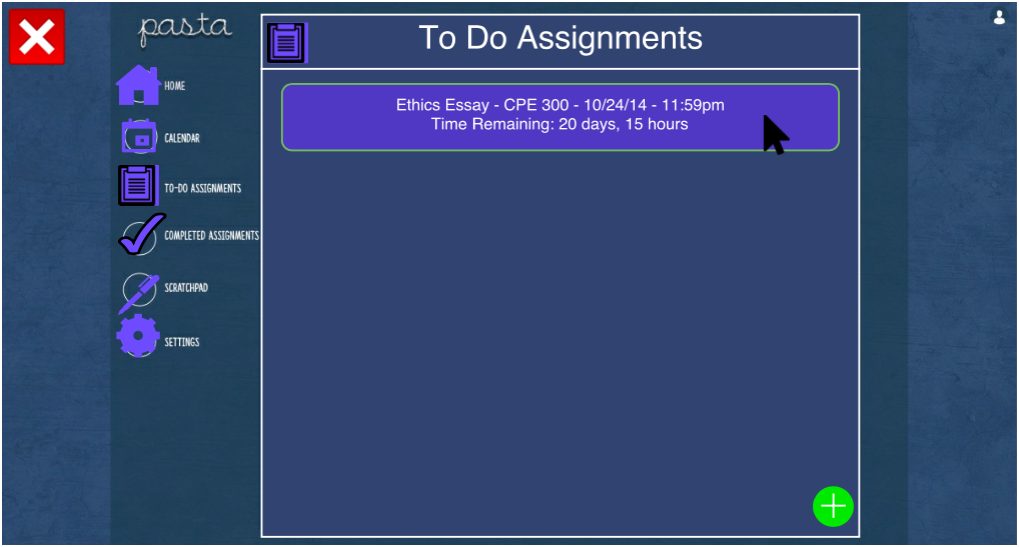 pasta
To Do Assignments
HOME
CALENDAR
TO-DO ASSIGNMENTS
COMPLETED ASSIGNMENTS
SCRATCHPAD
SETTINGS
Ethics Essay - CPE 300 - 10/24/14 - 11:59pm
Time Remaining: 20 days, 15 hours